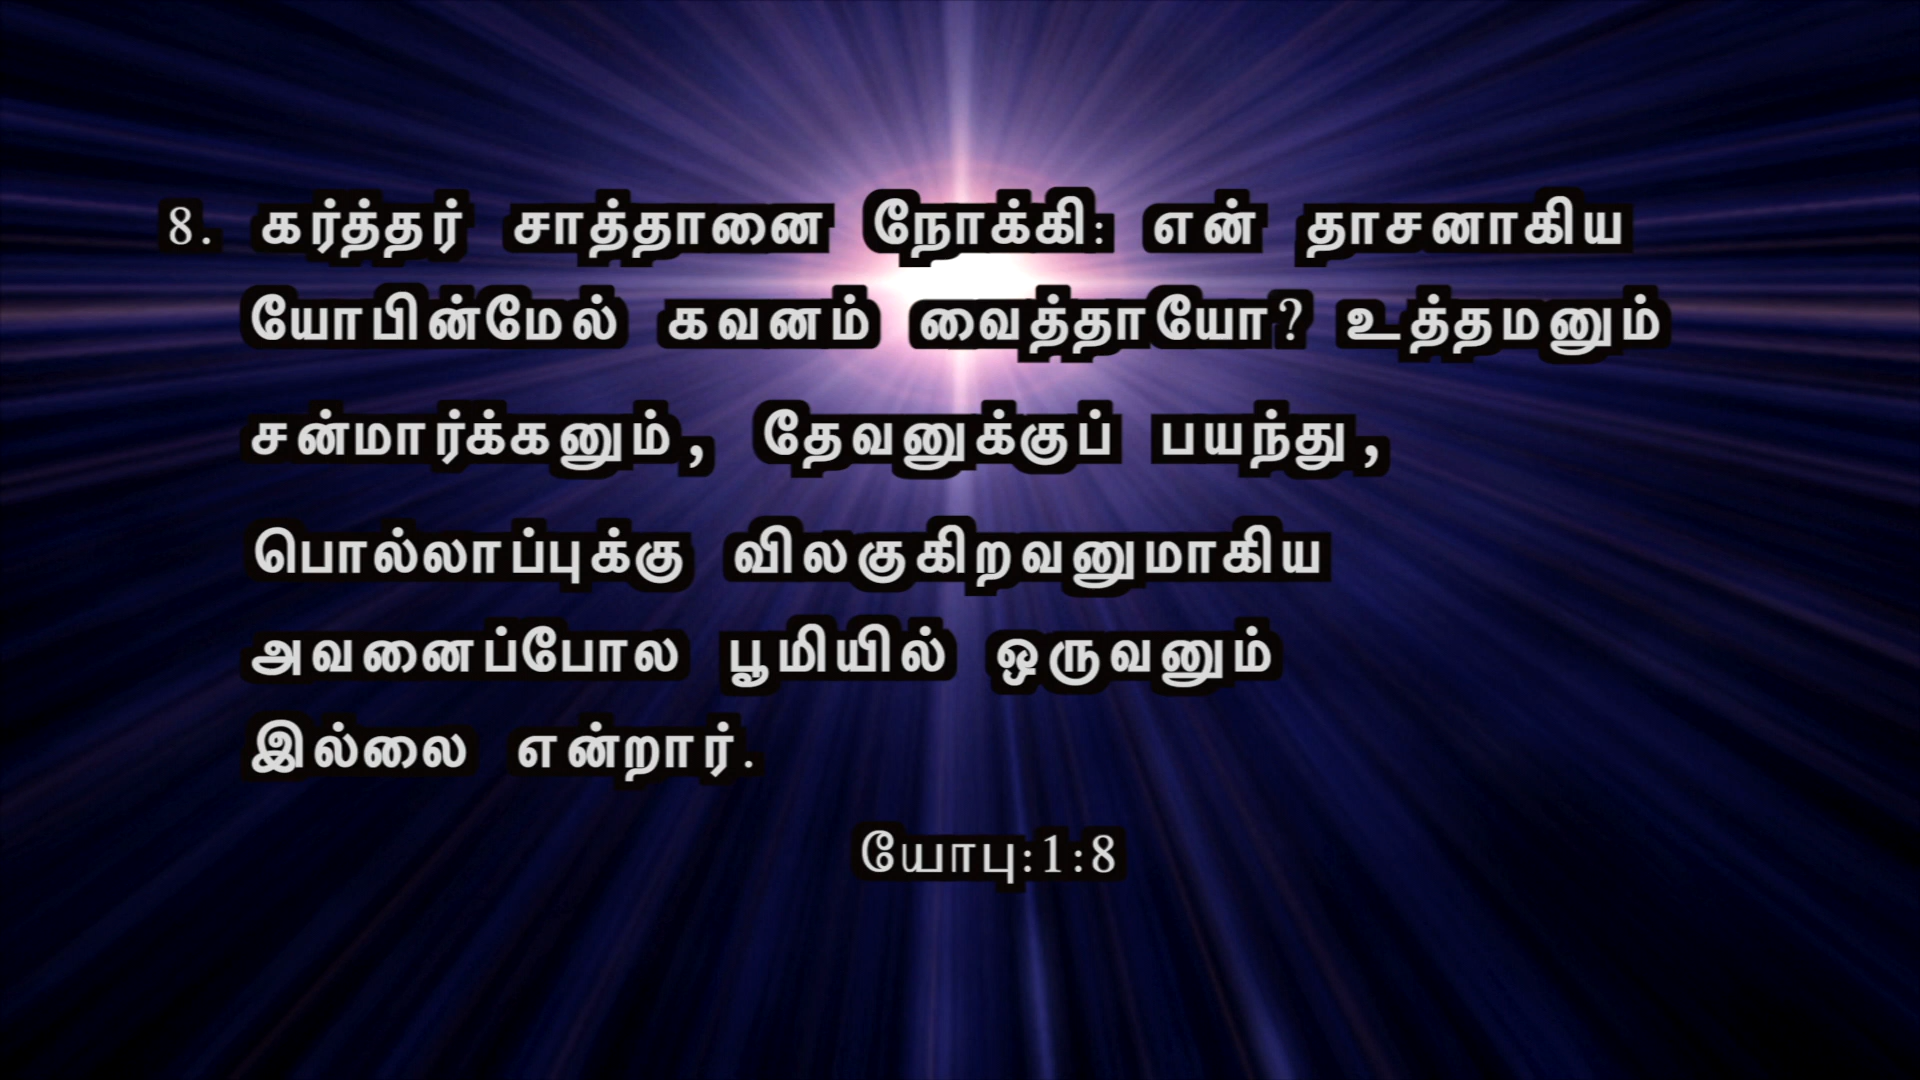 8. கர்த்தர் சாத்தானை நோக்கி: என் தாசனாகிய
யோபின்மேல் கவனம் வைத்தாயோ? உத்தமனும்
சன்மார்க்கனும், தேவனுக்குப் பயந்து,
பொல்லாப்புக்கு விலகுகிறவனுமாகிய
அவனைப்போல பூமியில் ஒருவனும்
இல்லை என்றார்.
யோபு:1:8